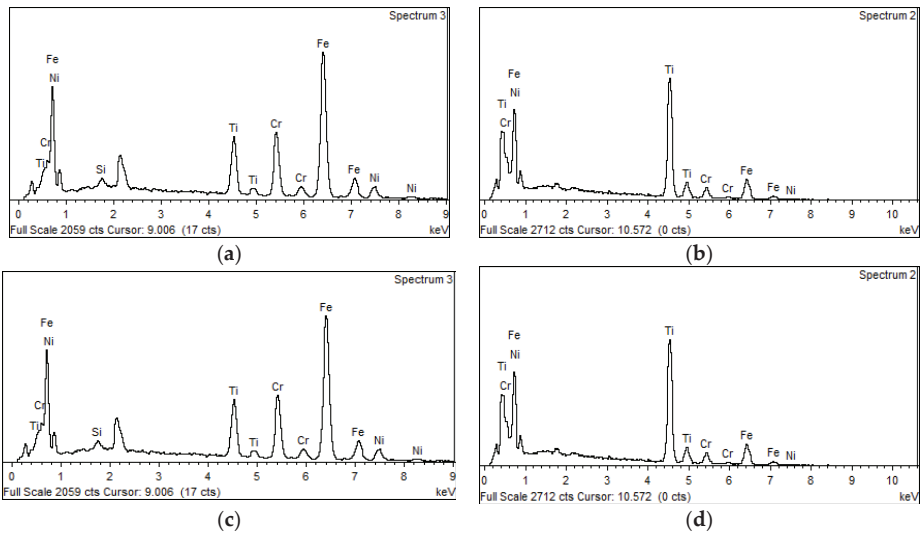 Spectrum 3
Fe
Ni
Cr
Ti
Si
Ti
Ti
Cr
Cr
Fe
Fe
Ni
Ni
0 1 2 3 4 5 6 7 8 9
Full Scale 2059 cts Cursor: 9.006 (17 cts) keV
(a)
Spectrum 2
Fe
Ni
Ti
Cr
Ti
Ti
Cr
Cr
Fe
Fe
Ni
0 1 2 3 4 5 6 7 8 9 10
Full Scale 2712 cts Cursor: 10.572 (0 cts) keV
(b)
Spectrum 3
Fe
Ni
Cr
Ti
Si
Ti
Ti
Cr
Cr
Fe
Fe
Ni
Ni
0 1 2 3 4 5 6 7 8 9
Full Scale 2059 cts Cursor: 9.006 (17 cts) keV
(c)
Spectrum 2
Fe
Ni
Ti
Cr
Ti
Ti
Cr
Cr
Fe
Fe
Ni
0 1 2 3 4 5 6 7 8 9 10
Full Scale 2712 cts Cursor: 10.572 (0 cts) keV
(d)